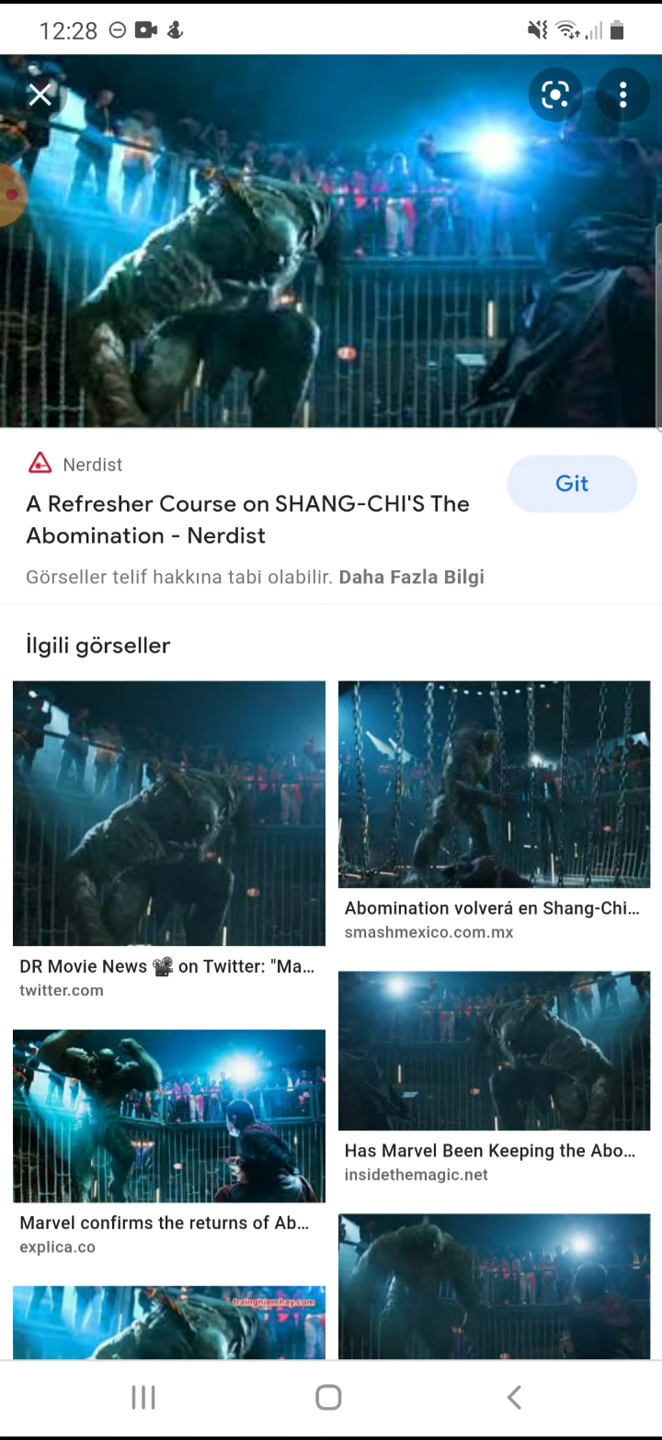 12:28
Nerdist
Git
A Refresher Course on SHANG-CHI'S The
Abomination - Nerdist
Görseller telif hakkına tabi olabilir. Daha Fazla Bilgi
İlgili görseller
DR Movie News 🎥 on Twitter: "Ma...
twitter.com
Abomination volverá en Shang-Chi...
smashmexico.com.mx
Has Marvel Been Keeping the Abo...
insidethemagic.net
Marvel confirms the returns of Ab...
explica.co
trainghiemhay.com